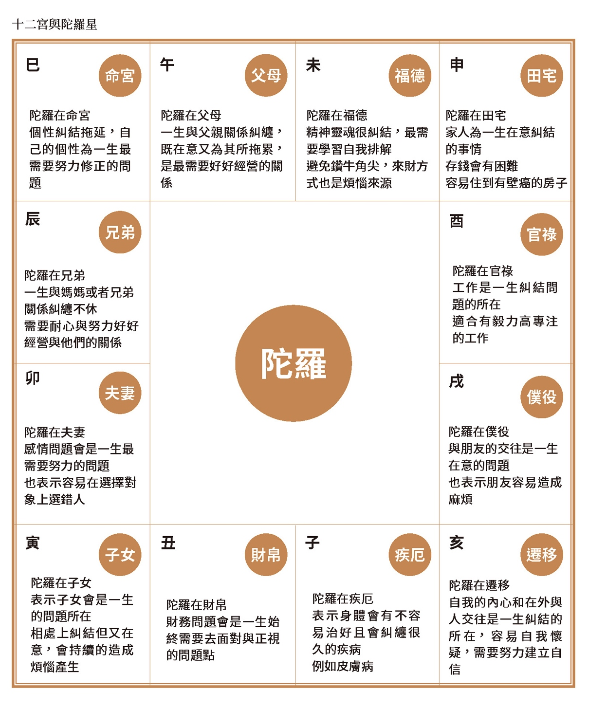 十二宮與陀羅星
巳
命宮
陀羅在命宮
個性糾結拖延，自
己的個性為一生最
需要努力修正的問
題
午
父母
陀羅在父母
一生與父親關係糾纏，
既在意又為其所拖累，
是最需要好好經營的關
係
未
福德
陀羅在福德
精神靈魂很糾結，最需
要學習自我排解
避免鑽牛角尖，來財方
式也是煩惱來源
申
田宅
陀羅在田宅
家人為一生在意糾結
的事情
存錢會有困難
容易住到有壁癌的房子
辰
兄弟
陀羅在兄弟
一生與媽媽或者兄弟
關係糾纏不休
需要耐心與努力好好
經營與他們的關係
酉
官祿
陀羅在官祿
工作是一生糾結問
題的所在
適合有毅力高專注
的工作
陀羅
卯
夫妻
陀羅在夫妻
感情問題會是一生最
需要努力的問題
也表示容易在選擇對
象上選錯人
戌
僕役
陀羅在僕役
與朋友的交往是一生
在意的問題
也表示朋友容易造成
麻煩
寅
子女
陀羅在子女
表示子女會是一生
的問題所在
相處上糾結但又在
意，會持續的造成
煩惱產生
丑
財帛
陀羅在財帛
財務問題會是一生始
終需要去面對與正視
的問題點
子
疾厄
陀羅在疾厄
表示身體會有不容
易治好且會糾纏很
久的疾病
例如皮膚病
亥
遷移
陀羅在遷移
自我的內心和在外與
人交往是一生糾結的
所在，容易自我懷
疑，需要努力建立自
信